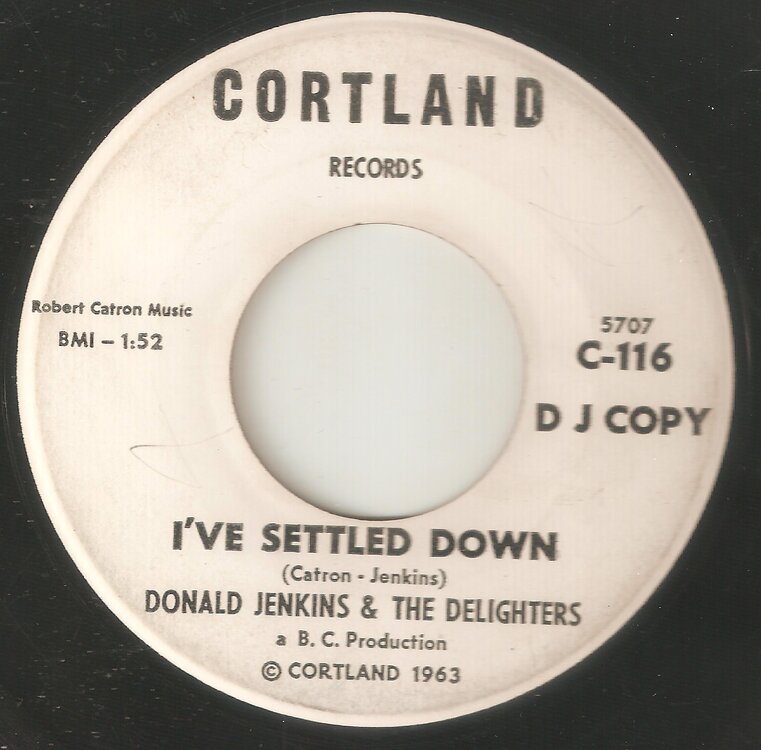 CORTLAND
RECORDS
Robert Catron Music
BMI – 1:52
5707
C-116
D J COPY
I'VE SETTLED DOWN
(Catron - Jenkins)
DONALD JENKINS & THE DELIGHTERS
a B. C. Production
© CORTLAND 1963